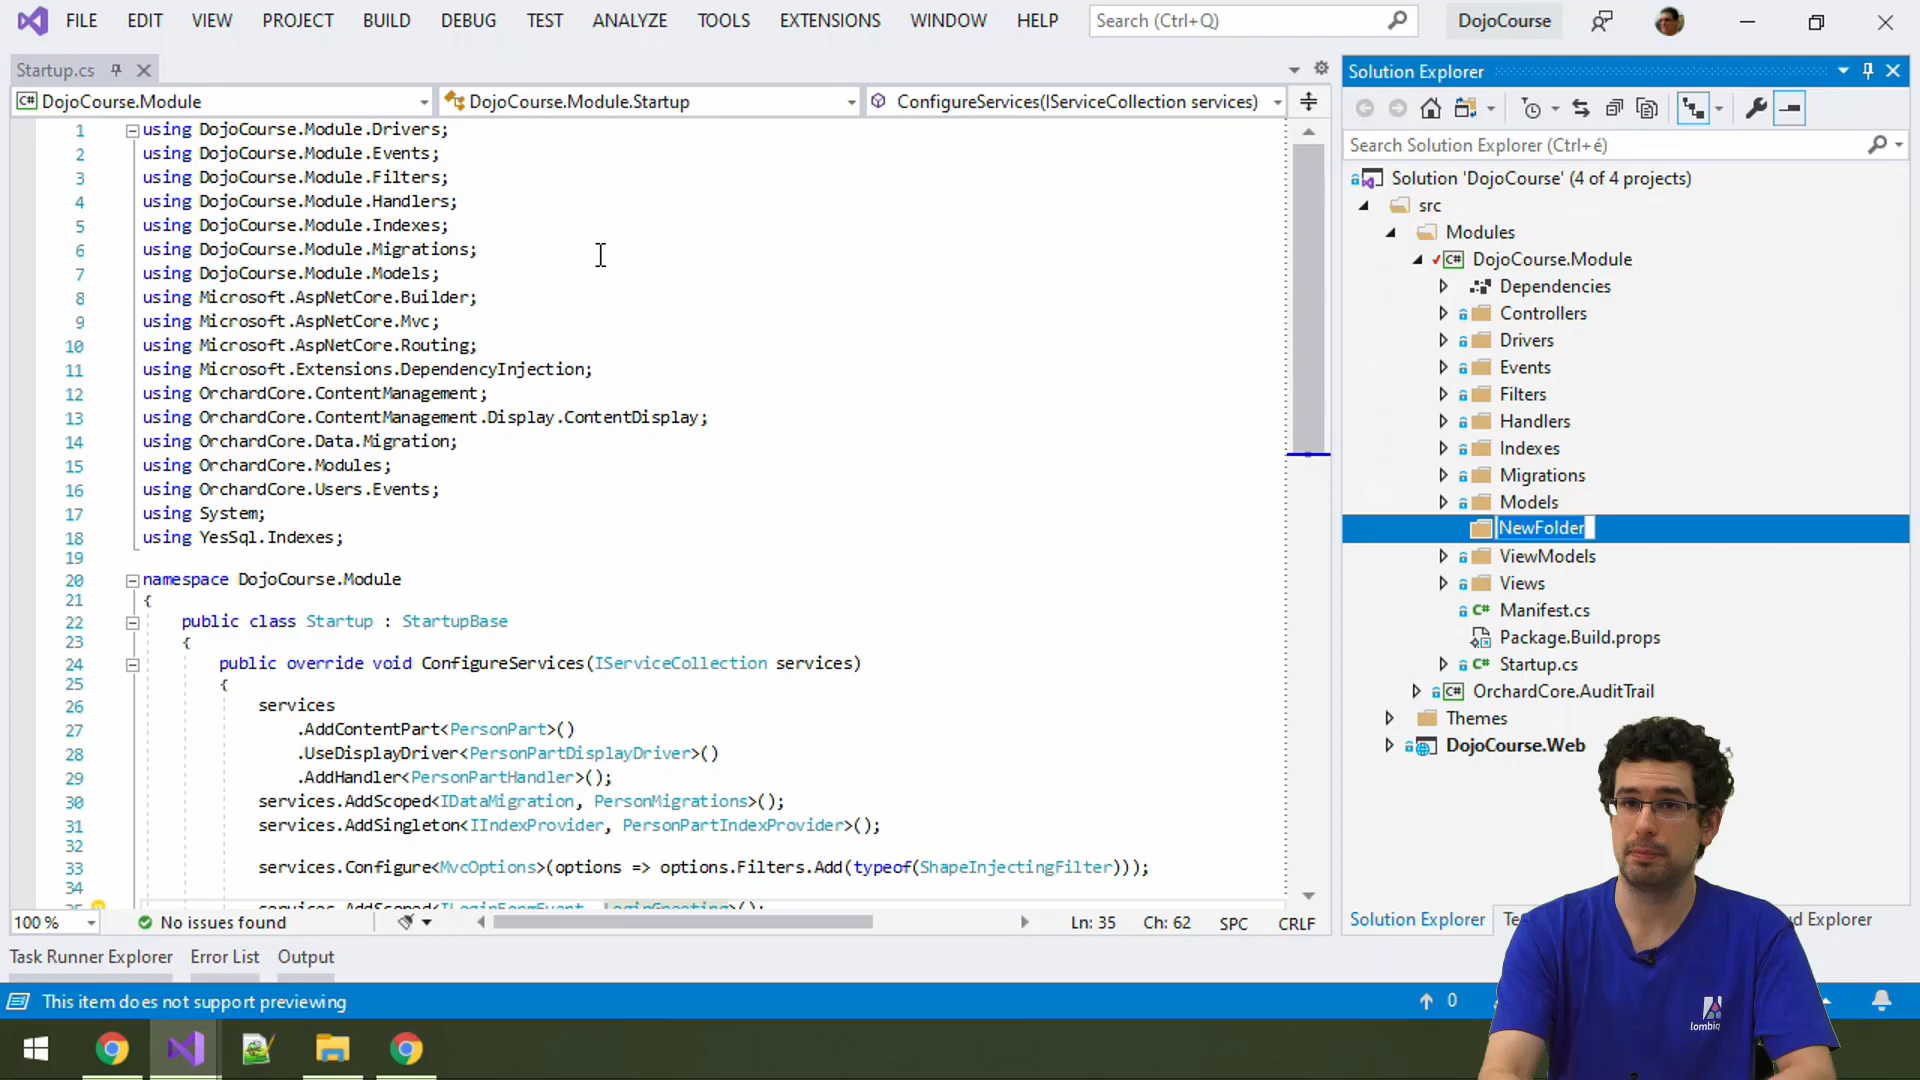 FILE EDIT VIEW PROJECT BUILD DEBUG TEST ANALYZE TOOLS EXTENSIONS WINDOW HELP Search (Ctrl+Q) DojoCourse
Startup.cs
DojoCourse.Module DojoCourse.Module.Startup ConfigureServices(IServiceCollection services)
1 using DojoCourse.Module.Drivers;
2 using DojoCourse.Module.Events;
3 using DojoCourse.Module.Filters;
4 using DojoCourse.Module.Handlers;
5 using DojoCourse.Module.Indexes;
6 using DojoCourse.Module.Migrations;
7 using DojoCourse.Module.Models;
8 using Microsoft.AspNetCore.Builder;
9 using Microsoft.AspNetCore.Mvc;
10 using Microsoft.AspNetCore.Routing;
11 using Microsoft.Extensions.DependencyInjection;
12 using OrchardCore.ContentManagement;
13 using OrchardCore.ContentManagement.Display.ContentDisplay;
14 using OrchardCore.Data.Migration;
15 using OrchardCore.Modules;
16 using OrchardCore.Users.Events;
17 using System;
18 using YesSql.Indexes;
19
20 namespace DojoCourse.Module
21 {
22 public class Startup : StartupBase
23 {
24 public override void ConfigureServices(IServiceCollection services)
25 {
26 services
27 .AddContentPart<PersonPart>()
28 .UseDisplayDriver<PersonPartDisplayDriver>()
29 .AddHandler<PersonPartHandler>();
30 services.AddScoped<IDataMigration, PersonMigrations>();
31 services.AddSingleton<IIndexProvider, PersonPartIndexProvider>();
32
33 services.Configure<MvcOptions>(options => options.Filters.Add(typeof(ShapeInjectingFilter)));
34
35 services.AddScoped<ILoginFormEvent, LoginGreeting>();
100 % No issues found Ln: 35 Ch: 62 SPC CRLF
Task Runner Explorer Error List Output
This item does not support previewing 0
Solution Explorer
Search Solution Explorer (Ctrl+é)
Solution 'DojoCourse' (4 of 4 projects)
src
Modules
DojoCourse.Module
Dependencies
Controllers
Drivers
Events
Filters
Handlers
Indexes
Migrations
Models
NewFolder
ViewModels
Views
Manifest.cs
Package.Build.props
Startup.cs
OrchardCore.AuditTrail
Themes
DojoCourse.Web
Solution Explorer Explorer
lombiq